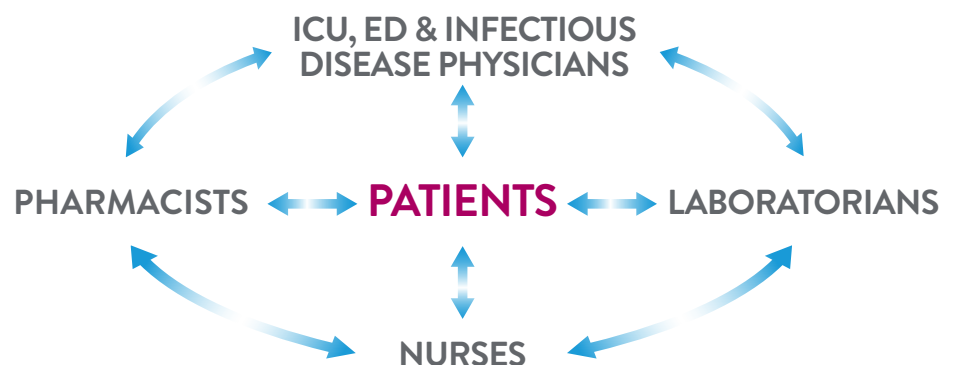 ICU, ED & INFECTIOUS
DISEASE PHYSICIANS
PHARMACISTS
PATIENTS
LABORATORIANS
NURSES